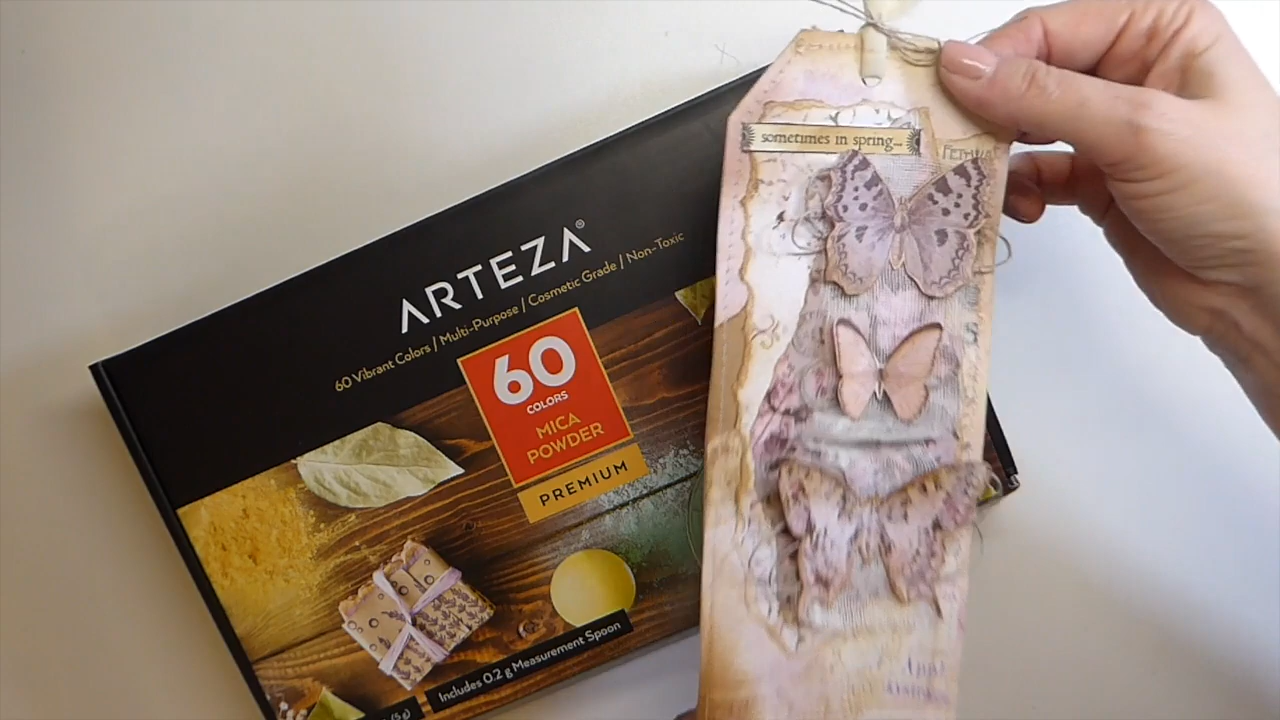 ARTEZA®
60 Vibrant Colors / Multi-Purpose / Cosmetic Grade / Non-Toxic
60
COLORS
MICA
POWDER
PREMIUM
Includes 0.2 g Measurement Spoon
(5g)
sometimes in spring...